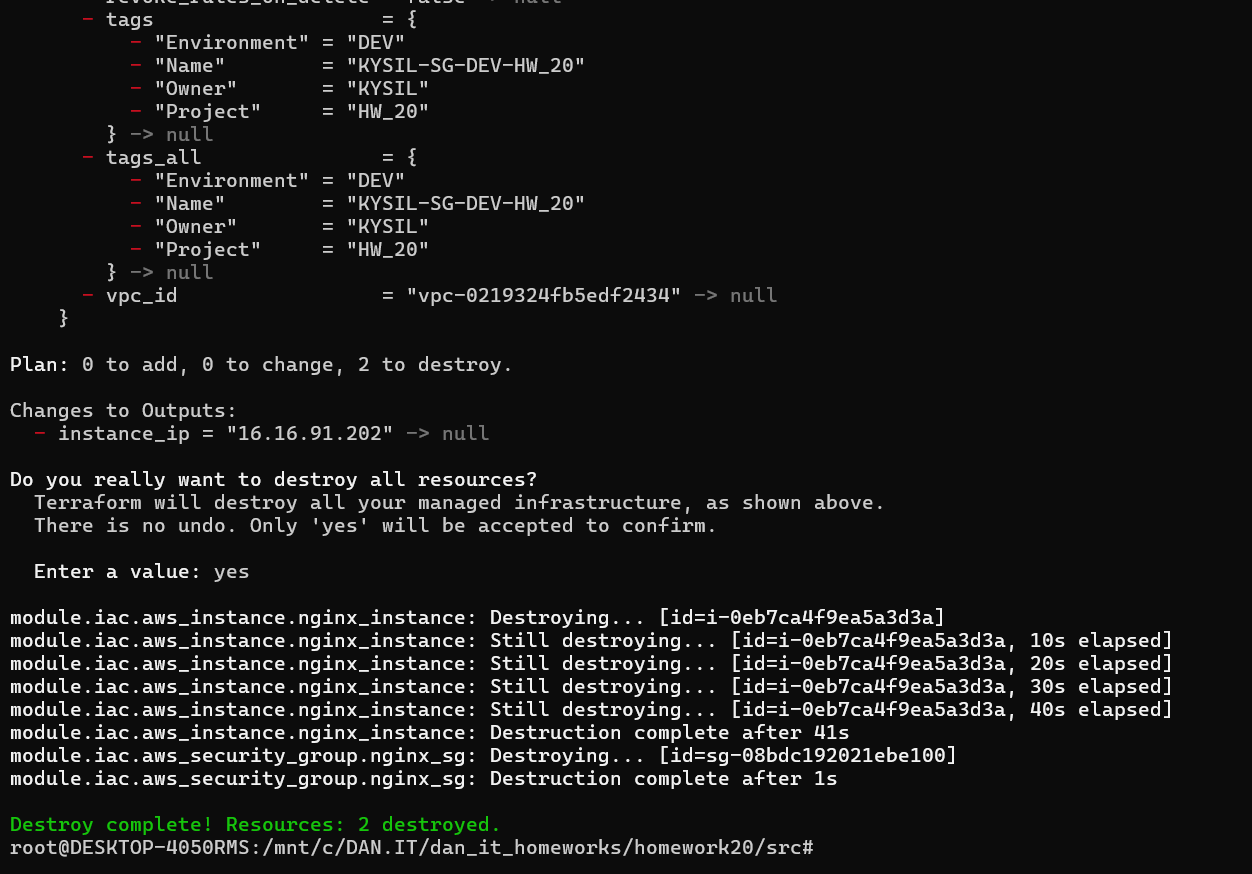 - tags = {
- "Environment" = "DEV"
- "Name" = "KYSIL-SG-DEV-HW_20"
- "Owner" = "KYSIL"
- "Project" = "HW_20"
} -> null
- tags_all = {
- "Environment" = "DEV"
- "Name" = "KYSIL-SG-DEV-HW_20"
- "Owner" = "KYSIL"
- "Project" = "HW_20"
} -> null
- vpc_id = "vpc-0219324fb5edf2434" -> null
}
Plan: 0 to add, 0 to change, 2 to destroy.
Changes to Outputs:
- instance_ip = "16.16.91.202" -> null
Do you really want to destroy all resources?
Terraform will destroy all your managed infrastructure, as shown above.
There is no undo. Only 'yes' will be accepted to confirm.
Enter a value: yes
module.iac.aws_instance.nginx_instance: Destroying... [id=i-0eb7ca4f9ea5a3d3a]
module.iac.aws_instance.nginx_instance: Still destroying... [id=i-0eb7ca4f9ea5a3d3a, 10s elapsed]
module.iac.aws_instance.nginx_instance: Still destroying... [id=i-0eb7ca4f9ea5a3d3a, 20s elapsed]
module.iac.aws_instance.nginx_instance: Still destroying... [id=i-0eb7ca4f9ea5a3d3a, 30s elapsed]
module.iac.aws_instance.nginx_instance: Still destroying... [id=i-0eb7ca4f9ea5a3d3a, 40s elapsed]
module.iac.aws_instance.nginx_instance: Destruction complete after 41s
module.iac.aws_security_group.nginx_sg: Destroying... [id=sg-08bdc192021ebe100]
module.iac.aws_security_group.nginx_sg: Destruction complete after 1s
Destroy complete! Resources: 2 destroyed.
root@DESKTOP-4050RMS:/mnt/c/DAN.IT/dan_it_homeworks/homework20/src#